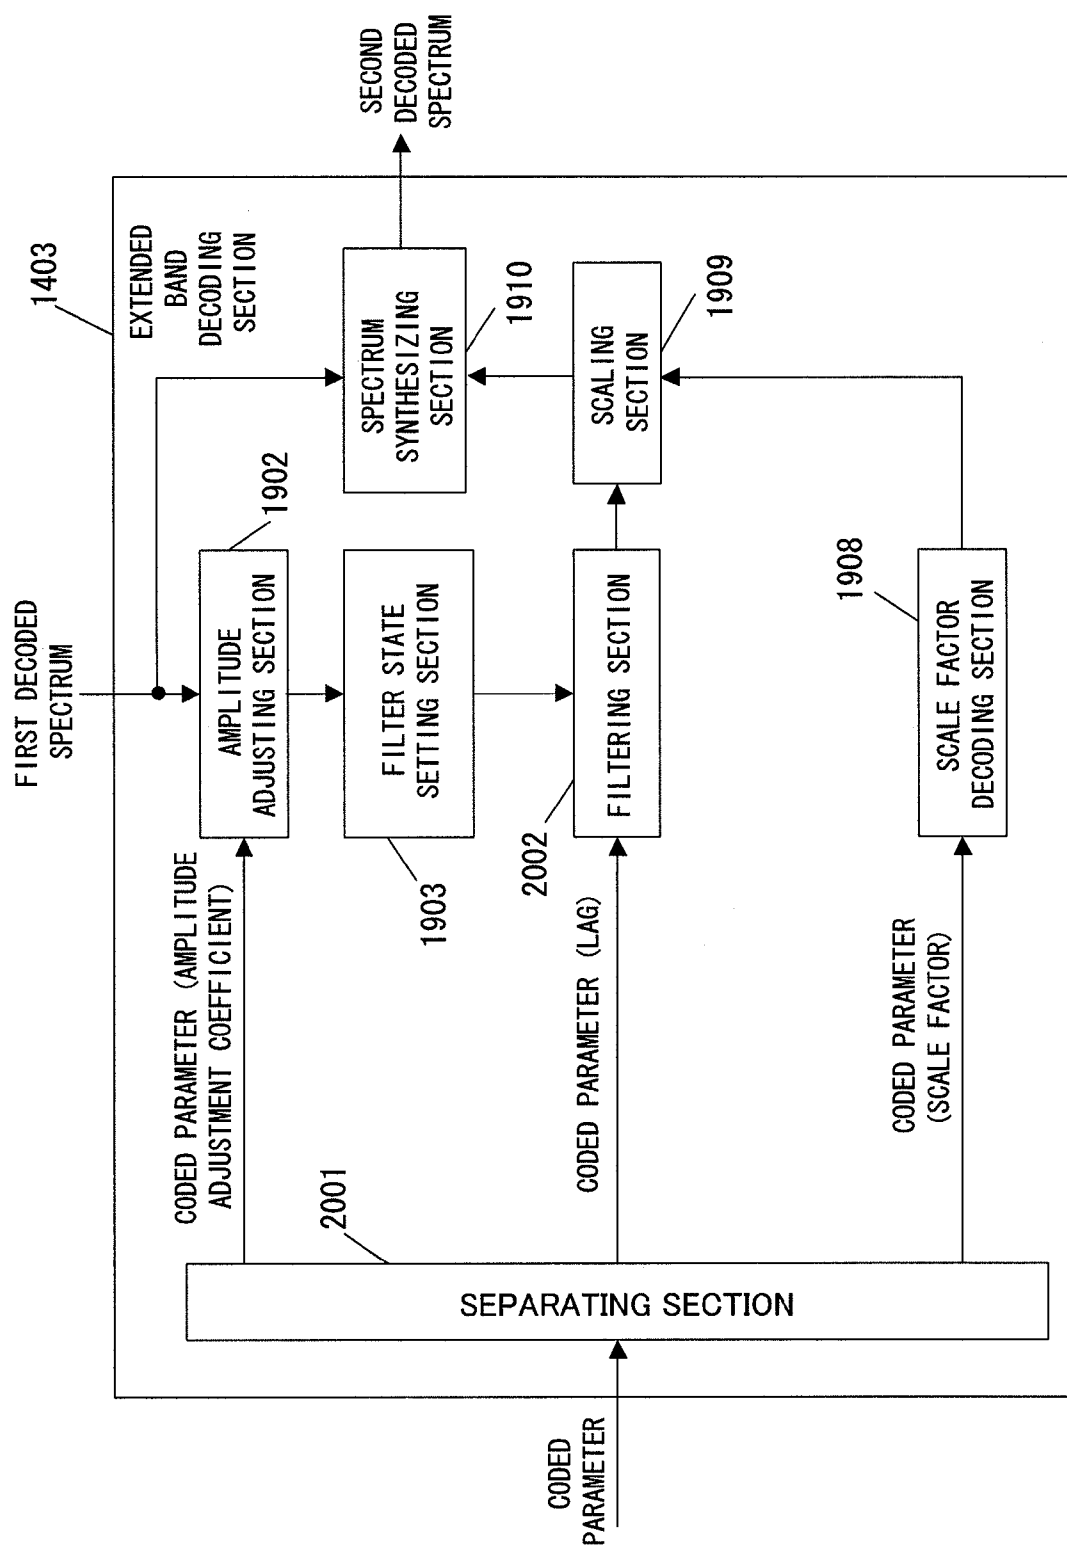 1403
EXTENDED
BAND
DECODING
SECTION
FIRST DECODED
SPECTRUM
SECOND
DECODED
SPECTRUM
1902
AMPLITUDE
ADJUSTING SECTION
SPECTRUM
SYNTHESIZING
SECTION
1910
FILTER STATE
SETTING SECTION
1903
CODED PARAMETER (AMPLITUDE
ADJUSTMENT COEFFICIENT)
2001
SEPARATING SECTION
CODED
PARAMETER
CODED PARAMETER (LAG)
2002
FILTERING SECTION
SCALING
SECTION
1909
CODED PARAMETER
(SCALE FACTOR)
1908
SCALE FACTOR
DECODING SECTION